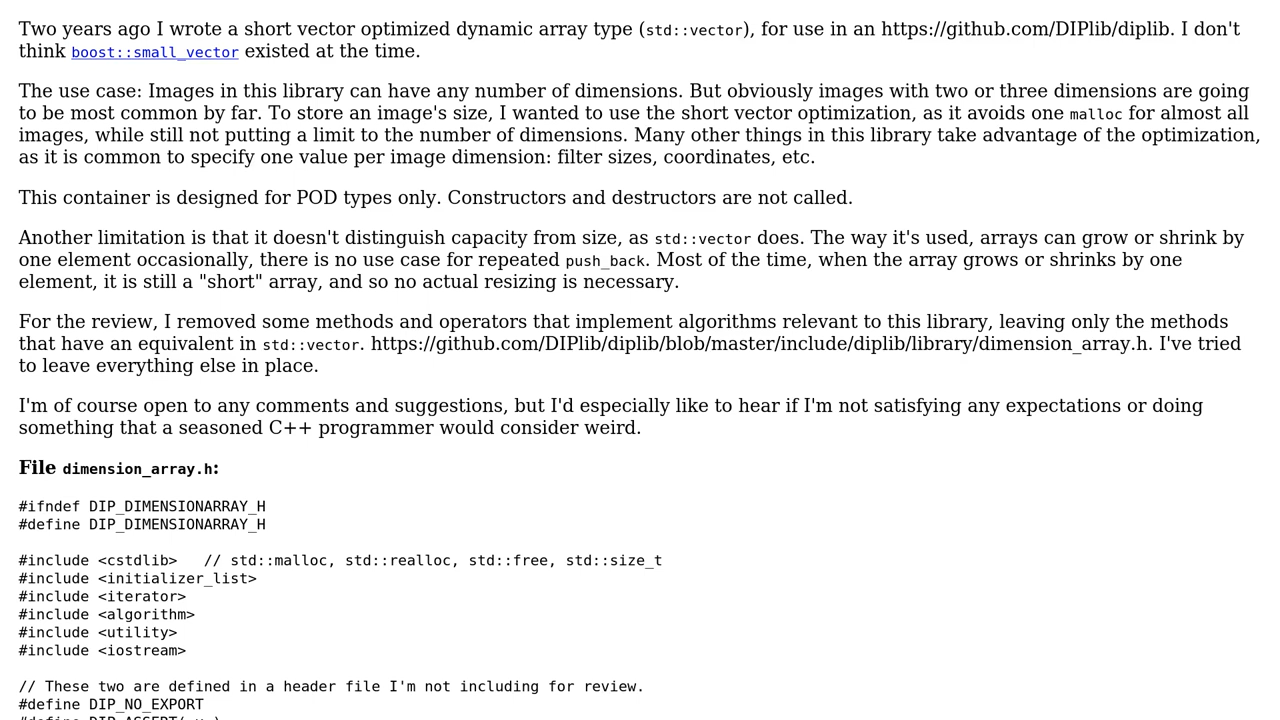 Two years ago I wrote a short vector optimized dynamic array type (std::vector), for use in an https://github.com/DIPlib/diplib. I don't
think boost::small_vector existed at the time.
The use case: Images in this library can have any number of dimensions. But obviously images with two or three dimensions are going
to be most common by far. To store an image's size, I wanted to use the short vector optimization, as it avoids one malloc for almost all
images, while still not putting a limit to the number of dimensions. Many other things in this library take advantage of the optimization,
as it is common to specify one value per image dimension: filter sizes, coordinates, etc.
This container is designed for POD types only. Constructors and destructors are not called.
Another limitation is that it doesn't distinguish capacity from size, as std::vector does. The way it's used, arrays can grow or shrink by
one element occasionally, there is no use case for repeated push_back. Most of the time, when the array grows or shrinks by one
element, it is still a "short" array, and so no actual resizing is necessary.
For the review, I removed some methods and operators that implement algorithms relevant to this library, leaving only the methods
that have an equivalent in std::vector. https://github.com/DIPlib/diplib/blob/master/include/diplib/library/dimension_array.h. I've tried
to leave everything else in place.
I'm of course open to any comments and suggestions, but I'd especially like to hear if I'm not satisfying any expectations or doing
something that a seasoned C++ programmer would consider weird.
File dimension_array.h:
#ifndef DIP_DIMENSIONARRAY_H
#define DIP_DIMENSIONARRAY_H
#include <cstdlib>   // std::malloc, std::realloc, std::free, std::size_t
#include <initializer_list>
#include <iterator>
#include <algorithm>
#include <utility>
#include <iostream>
// These two are defined in a header file I'm not including for review.
#define DIP_NO_EXPORT
#define DIP_ASSERT( x )